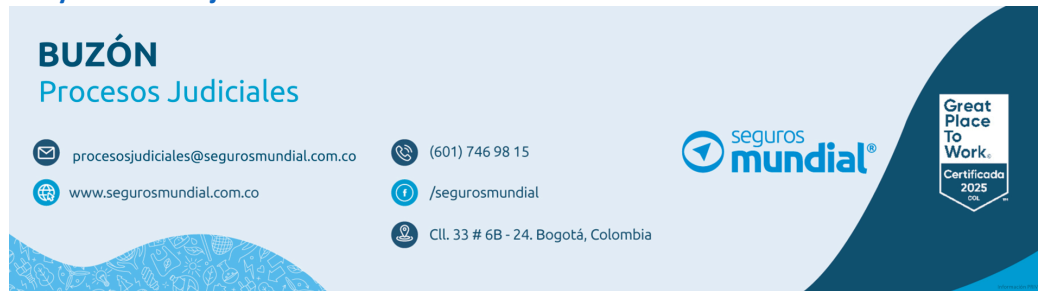 BUZÓN
Procesos Judiciales
procesosjudiciales@segurosmundial.com.co
www.segurosmundial.com.co
(601) 746 98 15
/segurosmundial
Cll. 33 # 6B - 24. Bogotá, Colombia
seguros
mundial®
Great
Place
To
Work®
Certificada
2025
COL